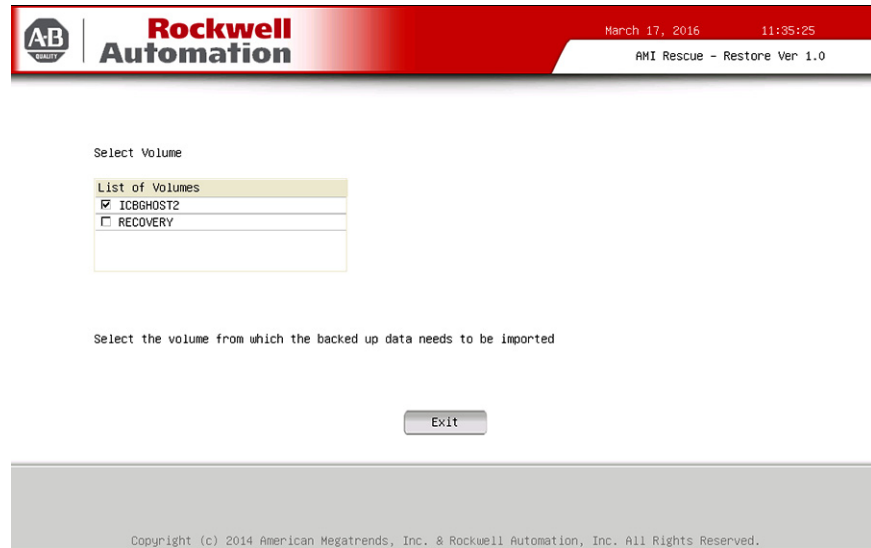 A-B
QUALITY
Rockwell
Automation
March 17, 2016 11:35:25
AMI Rescue - Restore Ver 1.0
Select Volume
List of Volumes
ICBGHOST2
RECOVERY
Select the volume from which the backed up data needs to be imported
Exit
Copyright (c) 2014 American Megatrends, Inc. & Rockwell Automation, Inc. All Rights Reserved.